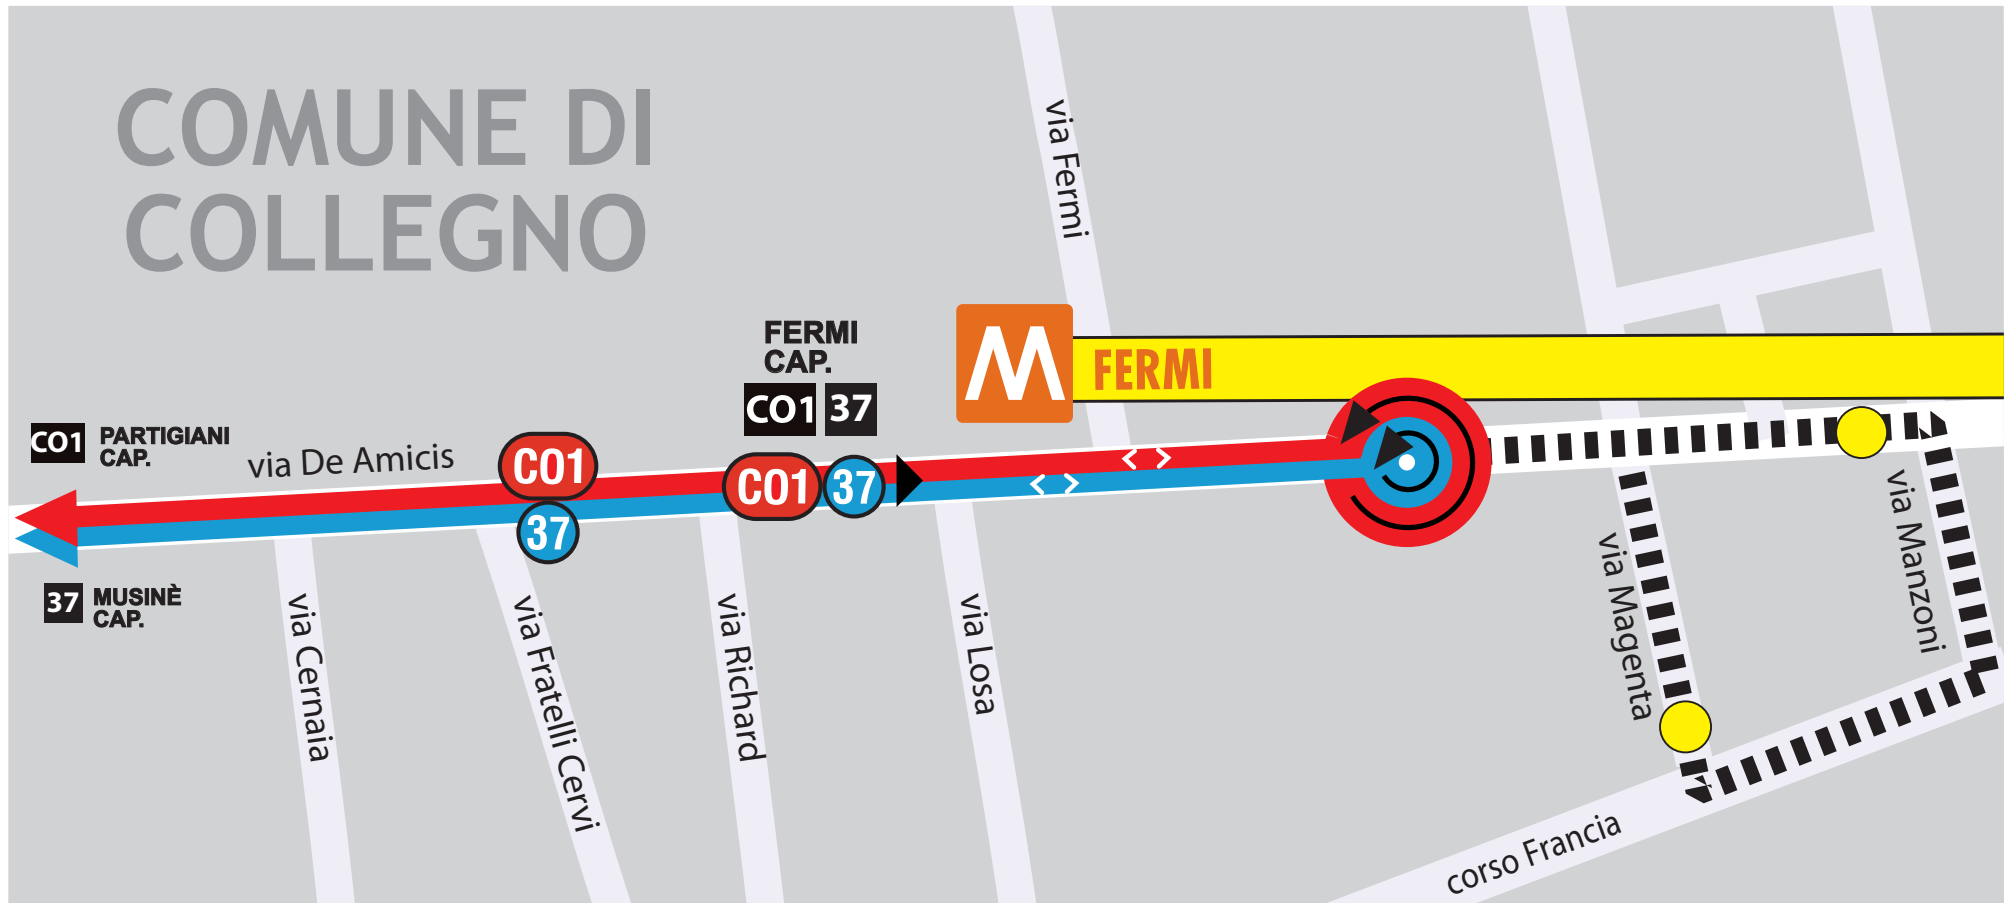 COMUNE DI
COLLEGNO
via Fermi
FERMI
CAP.
CO1 37
M FERMI
CO1 PARTIGIANI
CAP.
via De Amicis
CO1
37
CO1 37
37 MUSINÈ
CAP.
via Cernaia
via Fratelli Cervi
via Richard
via Losa
via Magenta
via Manzoni
corso Francia